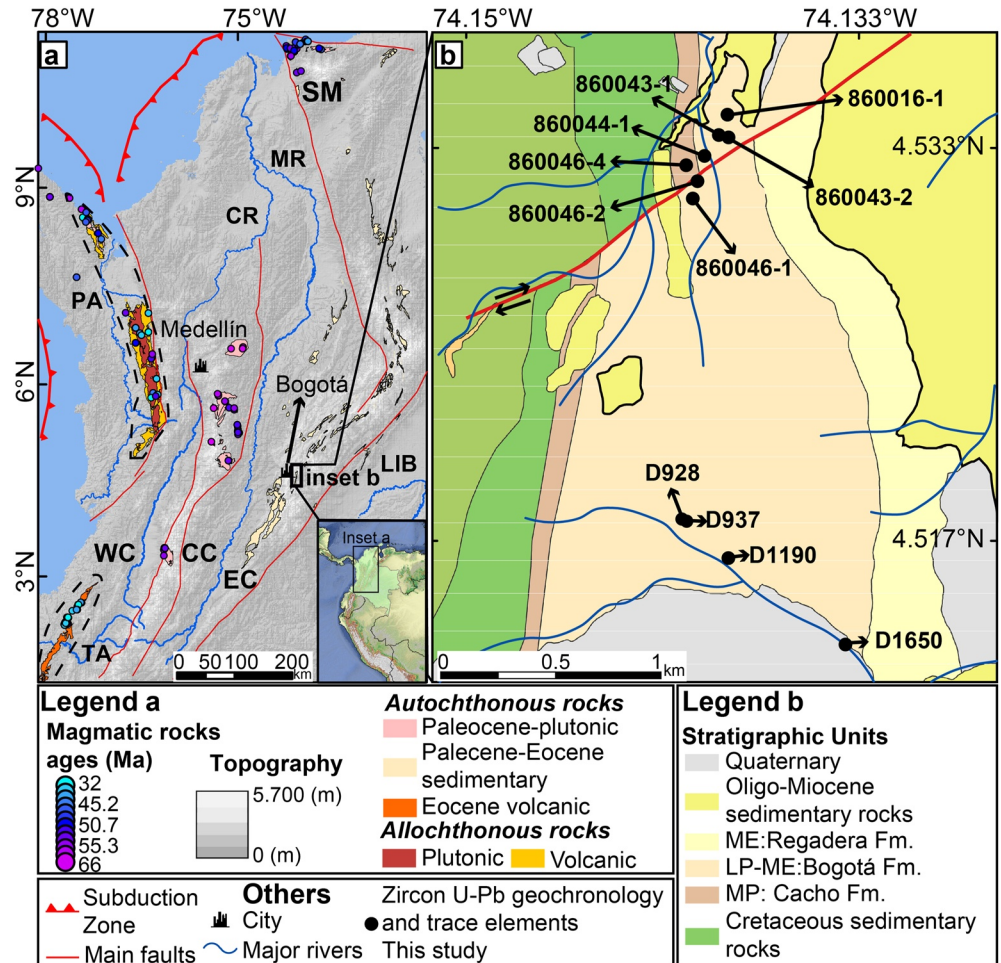 78°W
75°W
74.15°W
74.133°W
a
b
SM
MR
CR
9°N
PA
Medellín
6°N
Bogotá
inset b
LIB
WC
CC
EC
3°N
TA
Inset a
0 50 100 200 km
860043-1
860016-1
860044-1
4.533°N
860046-4
860043-2
860046-2
860046-1
D928
D937
4.517°N
D1190
D1650
0 0.5 1 km
Legend a
Magmatic rocks
ages (Ma)
32
45.2
50.7
55.3
66
Topography
5.700 (m)
0 (m)
Autochthonous rocks
Paleocene-plutonic
Palecene-Eocene
sedimentary
Eocene volcanic
Allochthonous rocks
Plutonic
Volcanic
Subduction
Zone
Main faults
Others
City
Major rivers
Zircon U-Pb geochronology
and trace elements
This study
Legend b
Stratigraphic Units
Quaternary
Oligo-Miocene
sedimentary rocks
ME:Regadera Fm.
LP-ME:Bogotá Fm.
MP: Cacho Fm.
Cretaceous sedimentary
rocks